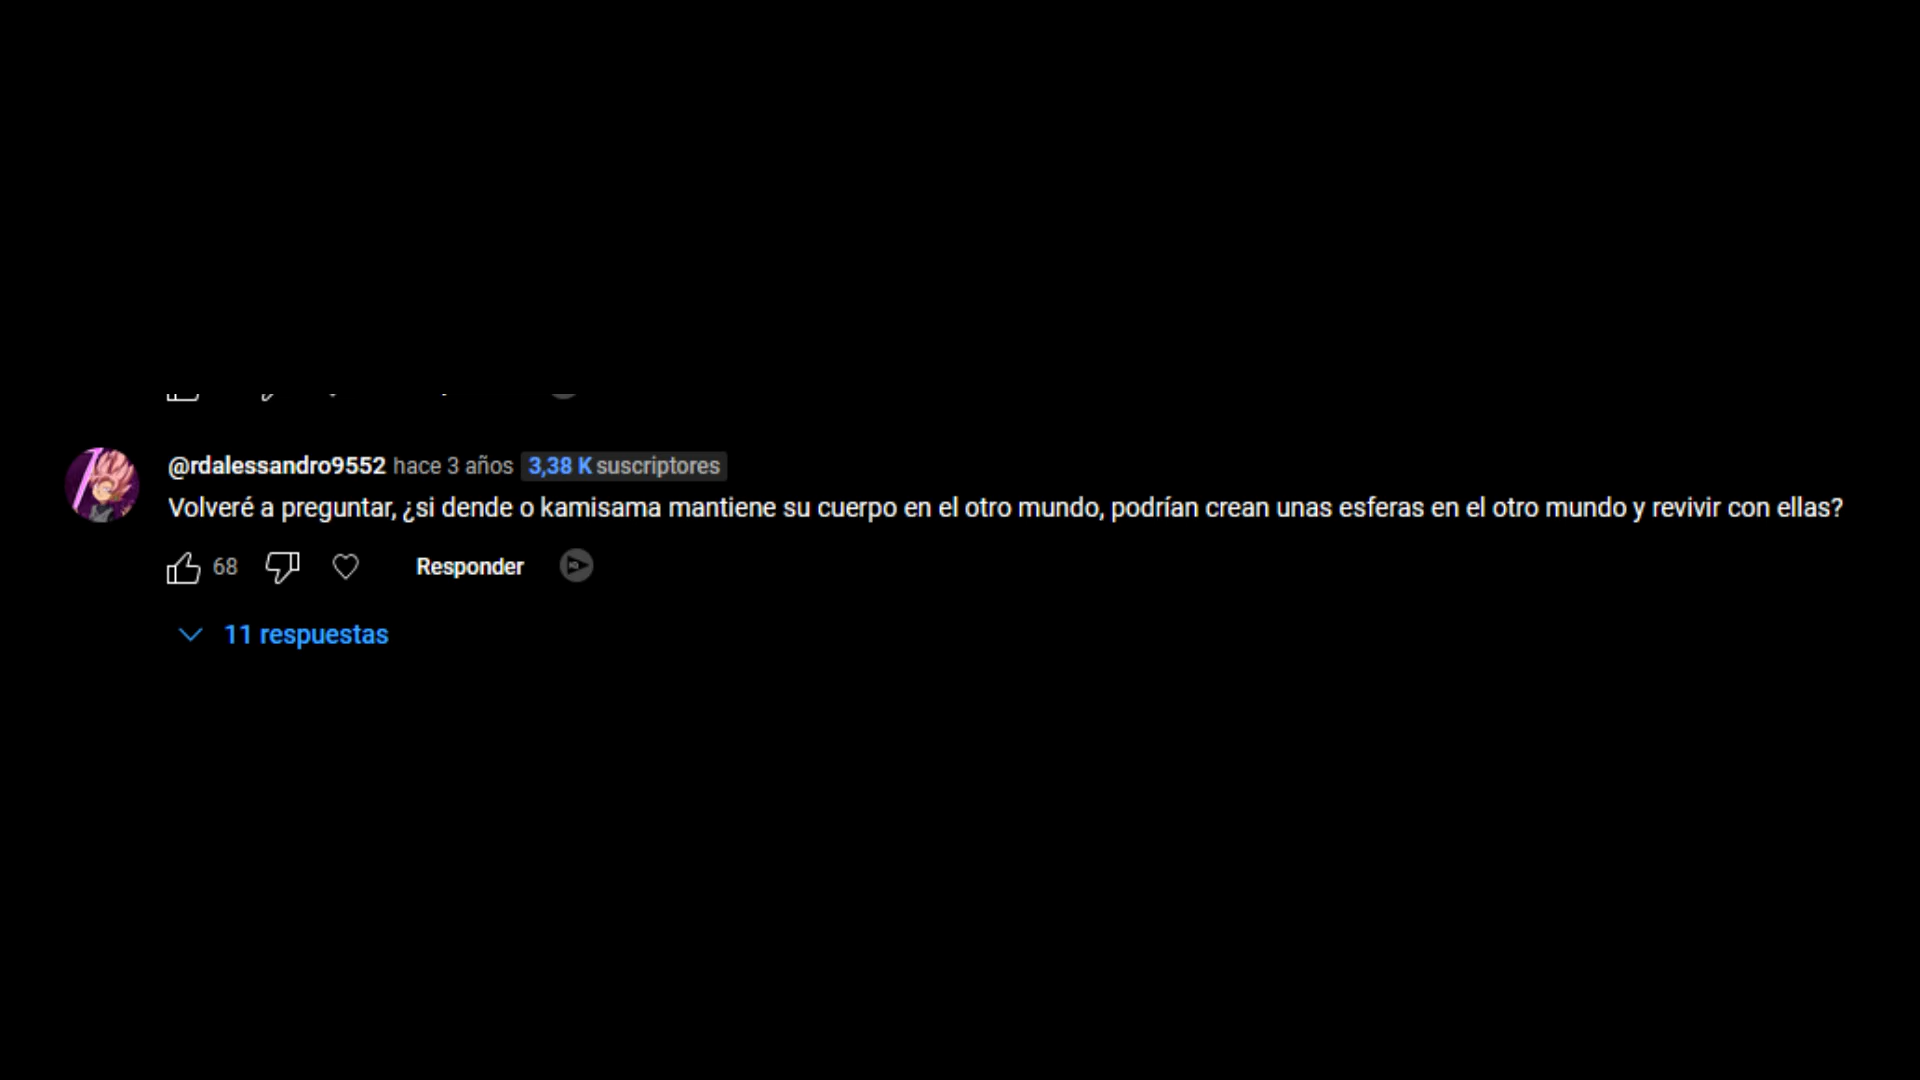 @rdalessandro9552 hace 3 años 3,38 K suscriptores
Volveré a preguntar, ¿si dende o kamisama mantiene su cuerpo en el otro mundo, podrían crean unas esferas en el otro mundo y revivir con ellas?
68 Responder
11 respuestas